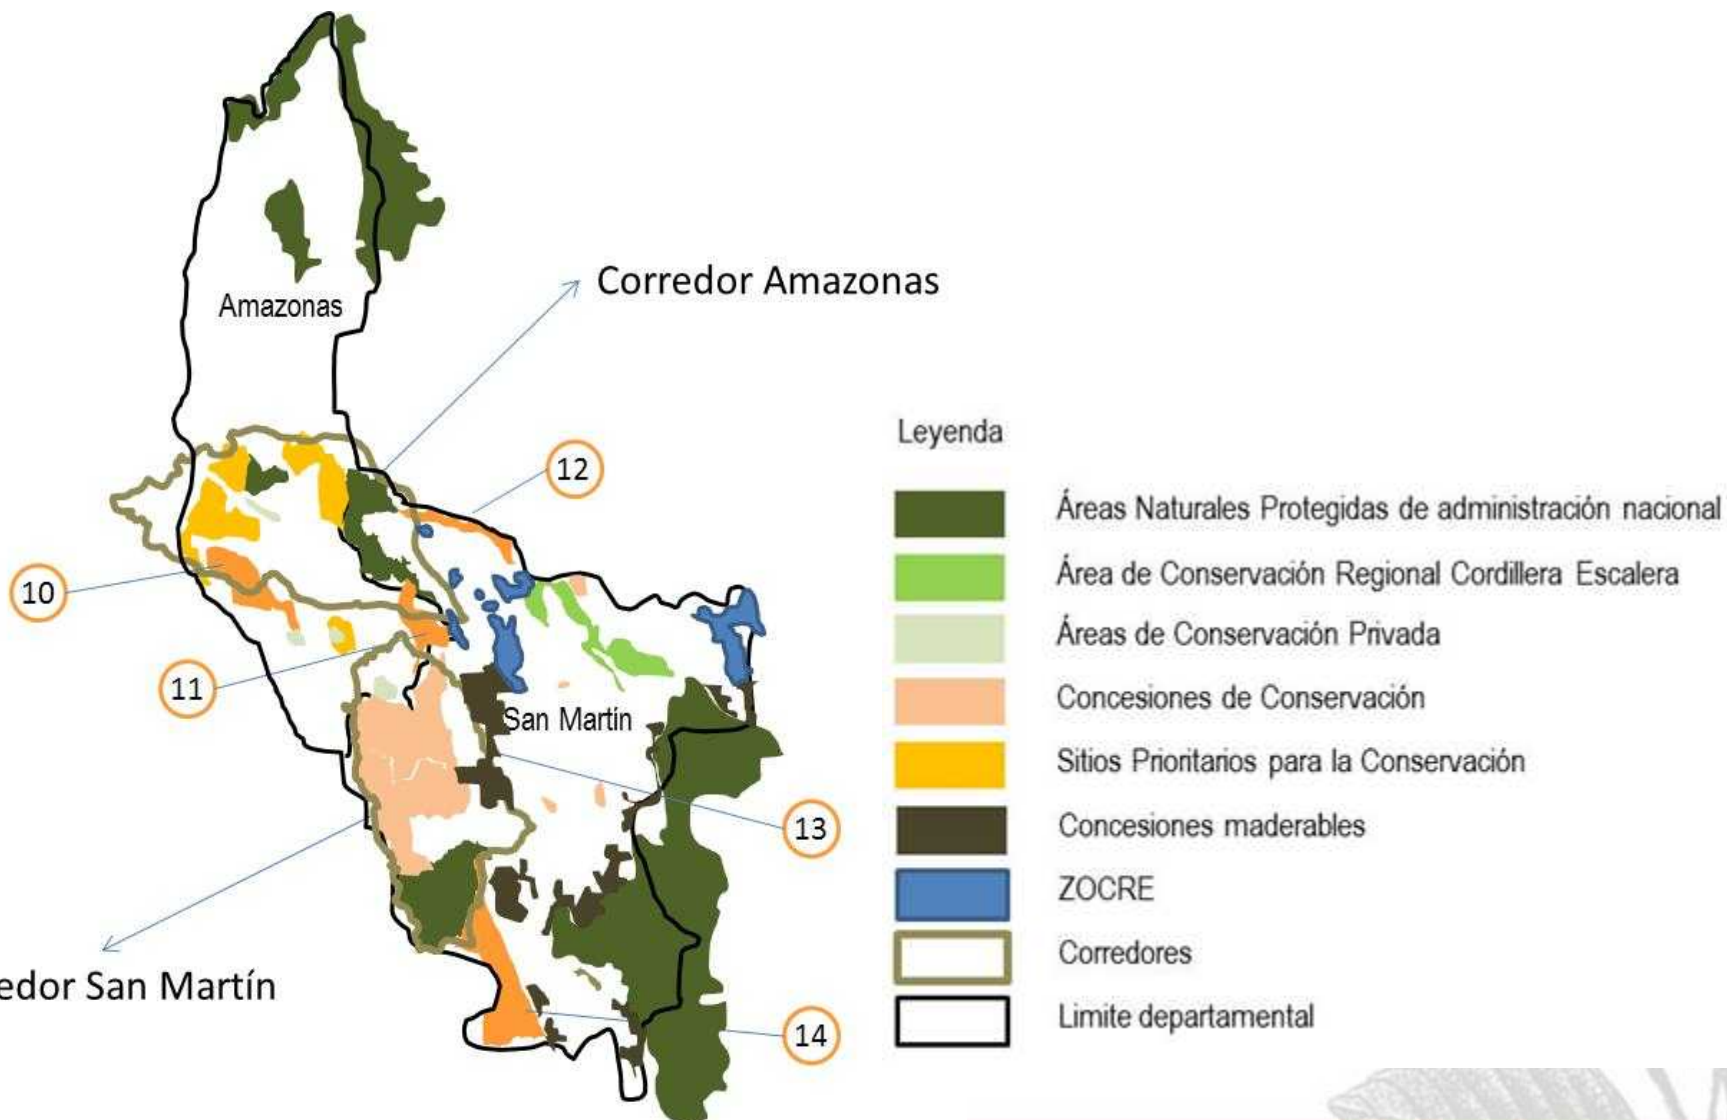 Corredor Amazonas
Amazonas
12
10
11
San Martín
13
edor San Martín
14
Leyenda
Áreas Naturales Protegidas de administración nacional
Área de Conservación Regional Cordillera Escalera
Áreas de Conservación Privada
Concesiones de Conservación
Sitios Prioritarios para la Conservación
Concesiones maderables
ZOCRE
Corredores
Limite departamental